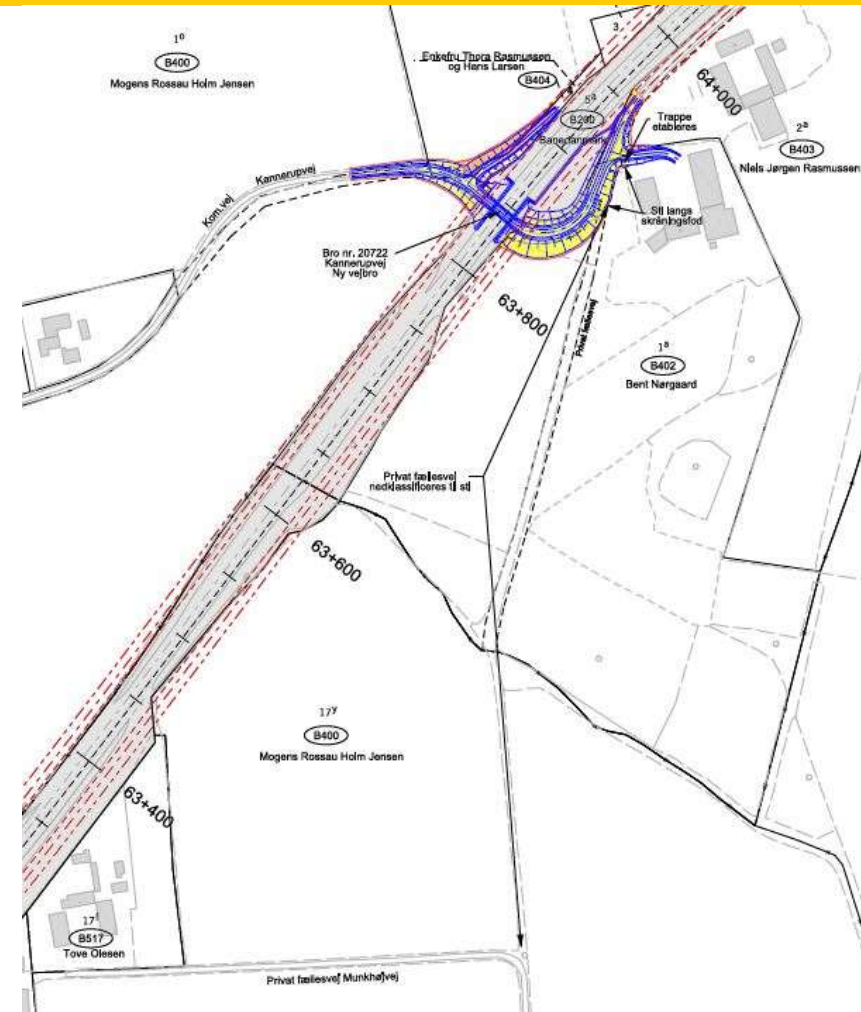 1ᵒ
B400
Mogens Rossau Holm Jensen
3
Enkefru Thora Rasmussen
og Hans Larsen
B404
B200
Banedanmark
64+000
Trappe
etableres
2ᵃ
B403
Niels Jørgen Rasmussen
Kannerupvej
Kom.vej
Sti langs
skråningsfod
Bro nr. 20722
Kannerupvej
Ny vejbro
63+800
Privat fællesvej
1ᵃ
B402
Bent Nørgaard
Privat fællesvej
nedklassificeres til sti
63+600
17ʸ
B400
Mogens Rossau Holm Jensen
63+400
B517
Tove Olesen
Privat fællesvej Munkhøjvej